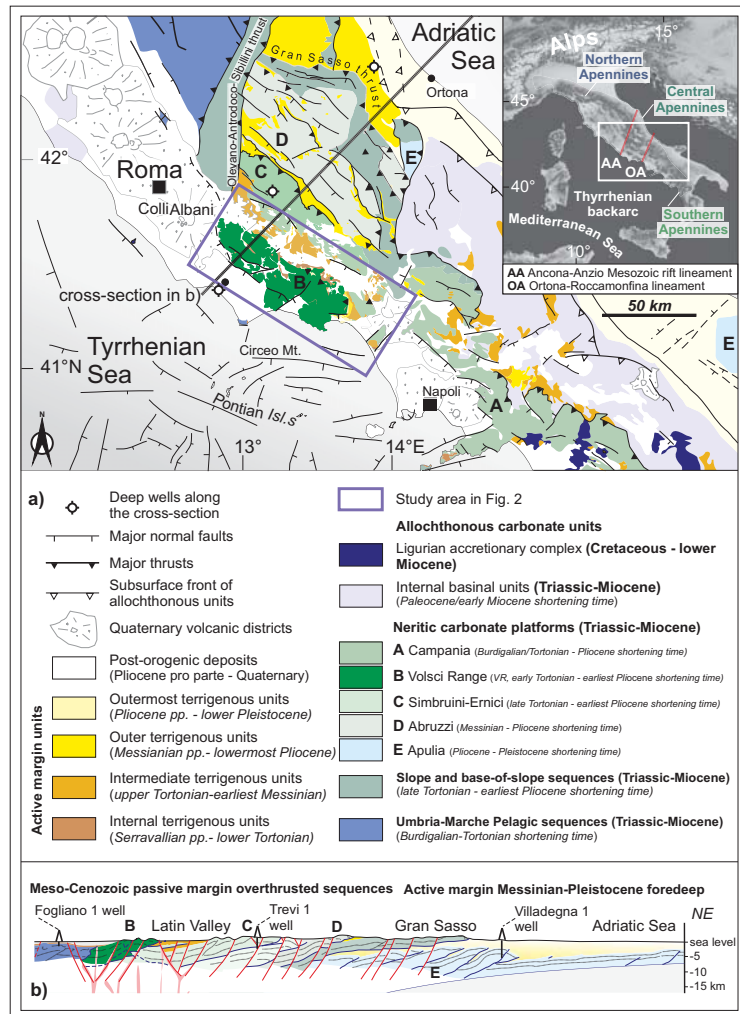 Adriatic
Sea
Ortona
Gran Sasso thrust
Olevano-Antrodoco-Sibillini thrust
D
E
C
42°
Roma
Colli Albani
B
cross-section in b)
Tyrrhenian
Sea
Circeo Mt.
41°N
Pontian Isl.s
Napoli
A
E
N
13°
14°E
15°
Alps
Northern
Apennines
45°
Central
Apennines
AA
OA
40°
Thyrrhenian
backarc
Southern
Apennines
Mediterranean Sea
10°
AA Ancona-Anzio Mesozoic rift lineament
OA Ortona-Roccamonfina lineament
50 km
a)
Deep wells along
the cross-section
Major normal faults
Major thrusts
Subsurface front of
allochthonous units
Quaternary volcanic districts
Post-orogenic deposits
(Pliocene pro parte - Quaternary)
Active margin units
Outermost terrigenous units
(Pliocene pp. - lower Pleistocene)
Outer terrigenous units
(Messianian pp.- lowermost Pliocene)
Intermediate terrigenous units
(upper Tortonian-earliest Messinian)
Internal terrigenous units
(Serravallian pp.- lower Tortonian)
Study area in Fig. 2
Allochthonous carbonate units
Ligurian accretionary complex (Cretaceous - lower
Miocene)
Internal basinal units (Triassic-Miocene)
(Paleocene/early Miocene shortening time)
Neritic carbonate platforms (Triassic-Miocene)
A Campania (Burdigalian/Tortonian - Pliocene shortening time)
B Volsci Range (VR, early Tortonian - earliest Pliocene shortening time)
C Simbruini-Ernici (late Tortonian - earliest Pliocene shortening time)
D Abruzzi (Messinian - Pliocene shortening time)
E Apulia (Pliocene - Pleistocene shortening time)
Slope and base-of-slope sequences (Triassic-Miocene)
(late Tortonian - earliest Pliocene shortening time)
Umbria-Marche Pelagic sequences (Triassic-Miocene)
(Burdigalian-Tortonian shortening time)
Meso-Cenozoic passive margin overthrusted sequences
Active margin Messinian-Pleistocene foredeep
Fogliano 1
well
B
Latin Valley
C
Trevi 1
well
D
Gran Sasso
Villadegna 1
well
Adriatic Sea
NE
sea level
-5
-10
-15 km
E
b)